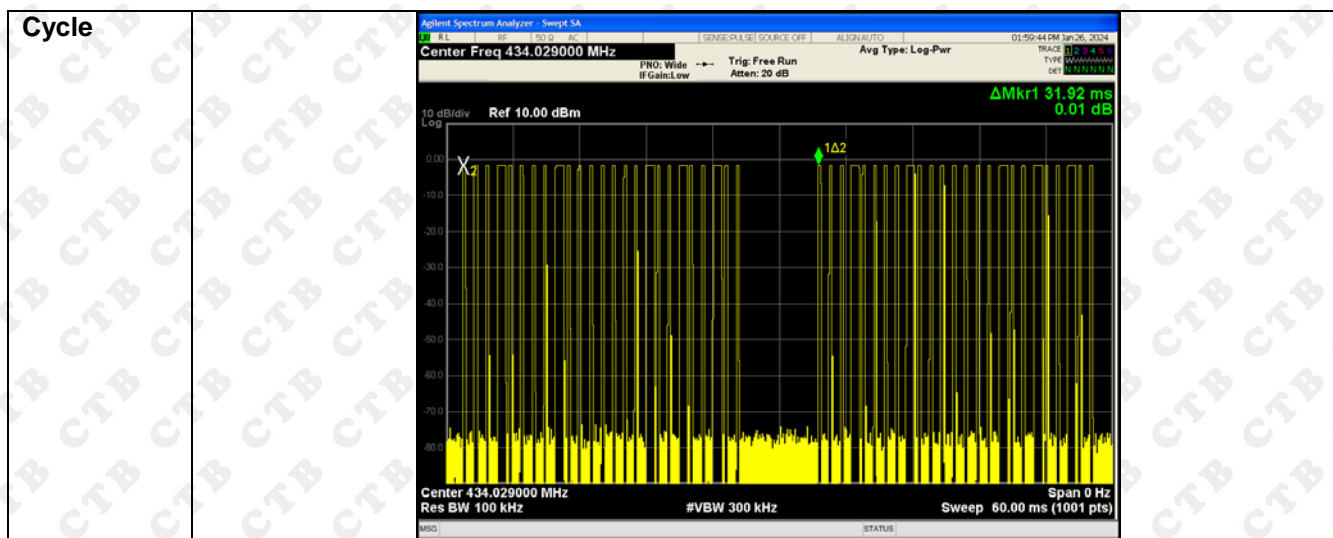 Cycle
Agilent Spectrum Analyzer - Swept SA
RL RF 50 Ω AC SENSE:PULSE SOURCE OFF ALIGNAUTO 01:59:44 PM Jan 26, 2024
Center Freq 434.029000 MHz Avg Type: Log-Pwr TRACE 1 2 3 4 5 6
PNO: Wide Trig: Free Run TYPE
IFGain:Low Atten: 20 dB DET N N N N N N
ΔMkr1 31.92 ms
10 dB/div Ref 10.00 dBm 0.01 dB
Log
1Δ2
0.00
X2
-10.0
-20.0
-30.0
-40.0
-50.0
-60.0
-70.0
-80.0
Center 434.029000 MHz Span 0 Hz
Res BW 100 kHz #VBW 300 kHz Sweep 60.00 ms (1001 pts)
MSG STATUS
CTB